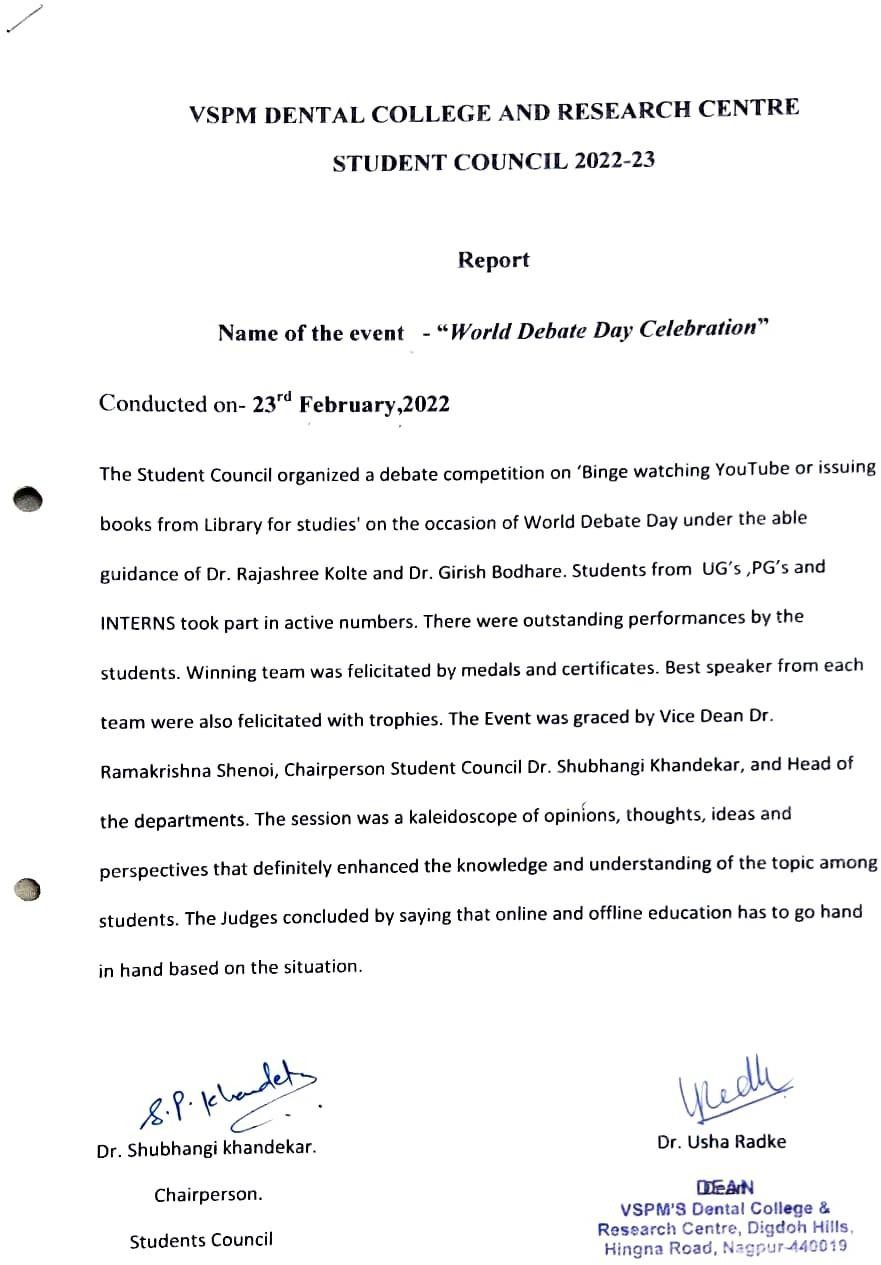 VSPM DENTAL COLLEGE AND RESEARCH CENTRE
STUDENT COUNCIL 2022-23
Report
Name of the event - “World Debate Day Celebration”
Conducted on- 23rd February,2022
The Student Council organized a debate competition on ‘Binge watching YouTube or issuing
books from Library for studies' on the occasion of World Debate Day under the able
guidance of Dr. Rajashree Kolte and Dr. Girish Bodhare. Students from UG’s ,PG’s and
INTERNS took part in active numbers. There were outstanding performances by the
students. Winning team was felicitated by medals and certificates. Best speaker from each
team were also felicitated with trophies. The Event was graced by Vice Dean Dr.
Ramakrishna Shenoi, Chairperson Student Council Dr. Shubhangi Khandekar, and Head of
the departments. The session was a kaleidoscope of opinions, thoughts, ideas and
perspectives that definitely enhanced the knowledge and understanding of the topic among
students. The Judges concluded by saying that online and offline education has to go hand
in hand based on the situation.
S.P. Khandek
Dr. Shubhangi khandekar.
Chairperson.
Students Council
Dr. Usha Radke
DEAN
VSPM'S Dental College &
Research Centre, Digdoh Hills,
Hingna Road, Nagpur-440019